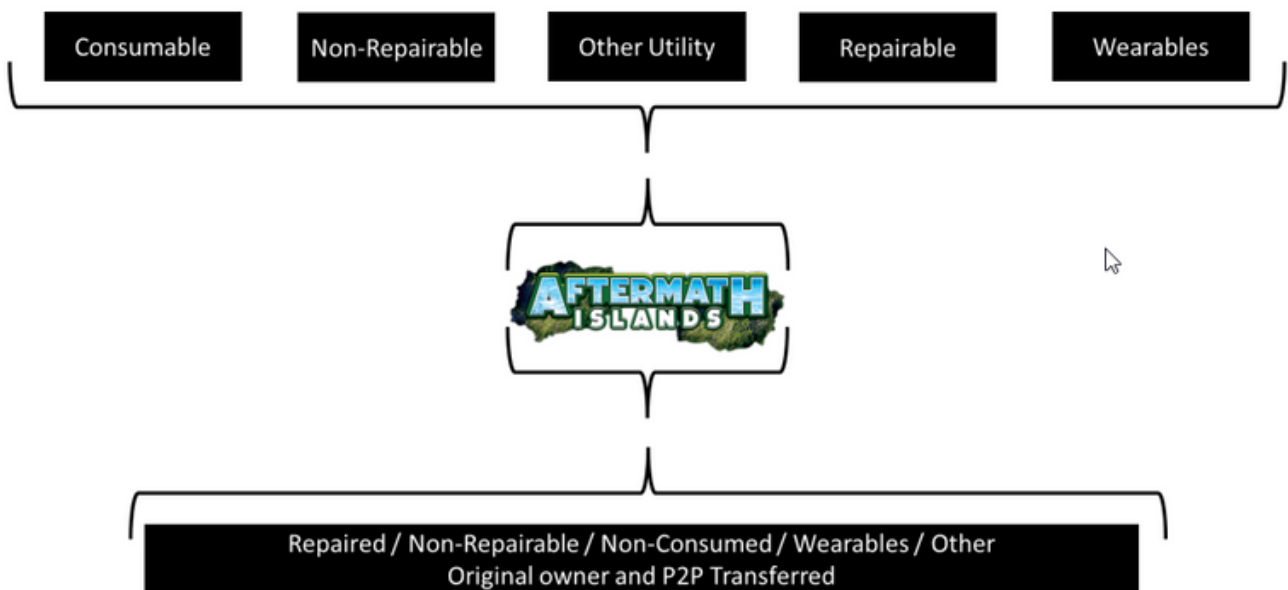 Consumable
Non-Repairable
Other Utility
Repairable
Wearables
AFTERMATH
ISLANDS
Repaired / Non-Repairable / Non-Consumed / Wearables / Other
Original owner and P2P Transferred